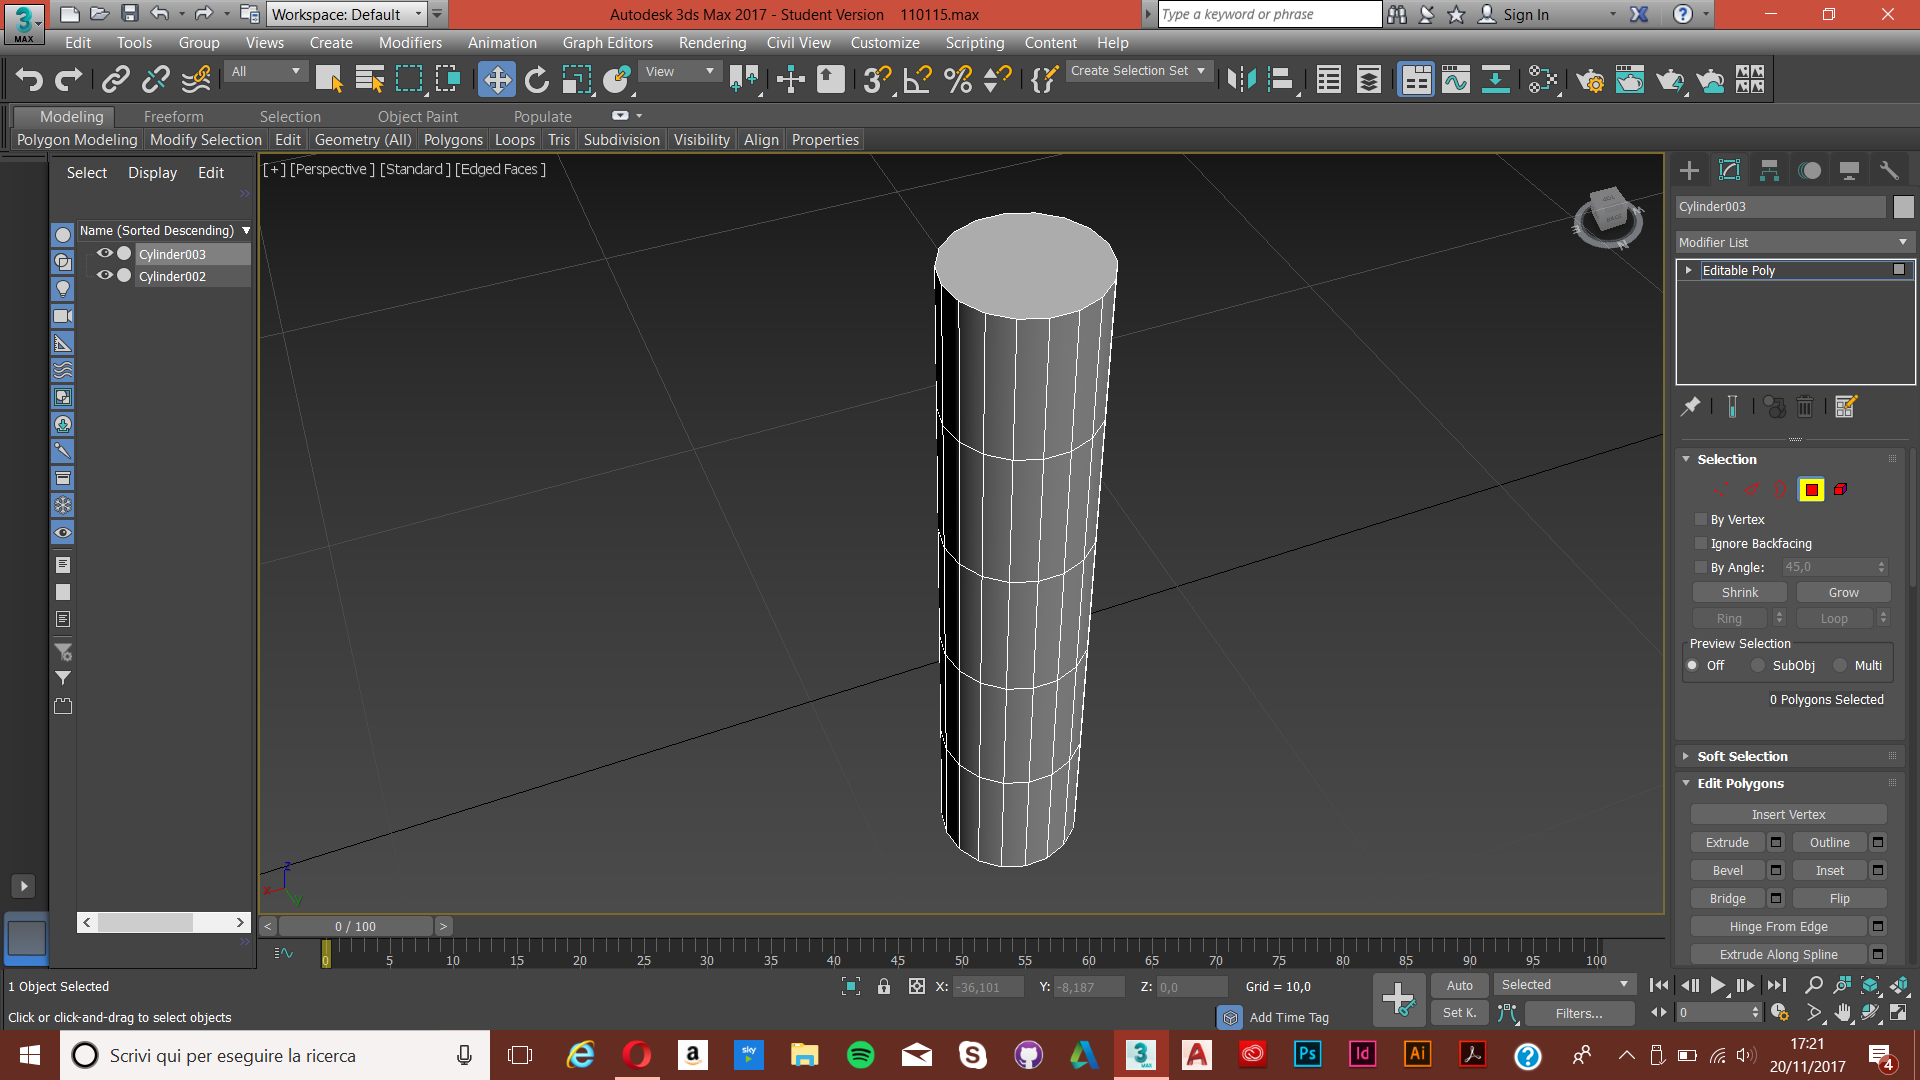 3 MAX Workspace: Default Autodesk 3ds Max 2017 - Student Version 110115.max Type a keyword or phrase Sign In
Edit Tools Group Views Create Modifiers Animation Graph Editors Rendering Civil View Customize Scripting Content Help
All View Create Selection Set
Modeling Freeform Selection Object Paint Populate
Polygon Modeling Modify Selection Edit Geometry (All) Polygons Loops Tris Subdivision Visibility Align Properties
Select Display Edit
[+] [Perspective] [Standard] [Edged Faces]
Name (Sorted Descending)
Cylinder003
Cylinder002
Cylinder003
Modifier List
Editable Poly
Selection
By Vertex
Ignore Backfacing
By Angle: 45,0
Shrink Grow
Ring Loop
Preview Selection
Off SubObj Multi
0 Polygons Selected
Soft Selection
Edit Polygons
Insert Vertex
Extrude Outline
Bevel Inset
Bridge Flip
Hinge From Edge
Extrude Along Spline
z
x
y
< 0 / 100 >
0 5 10 15 20 25 30 35 40 45 50 55 60 65 70 75 80 85 90 95 100
1 Object Selected X: -36,101 Y: -8,187 Z: 0,0 Grid = 10,0 Auto Selected
Click or click-and-drag to select objects Add Time Tag Set K. Filters... 0
Scrivi qui per eseguire la ricerca
a sky 3 MAX A Ps Id Ai
17:21
20/11/2017
4